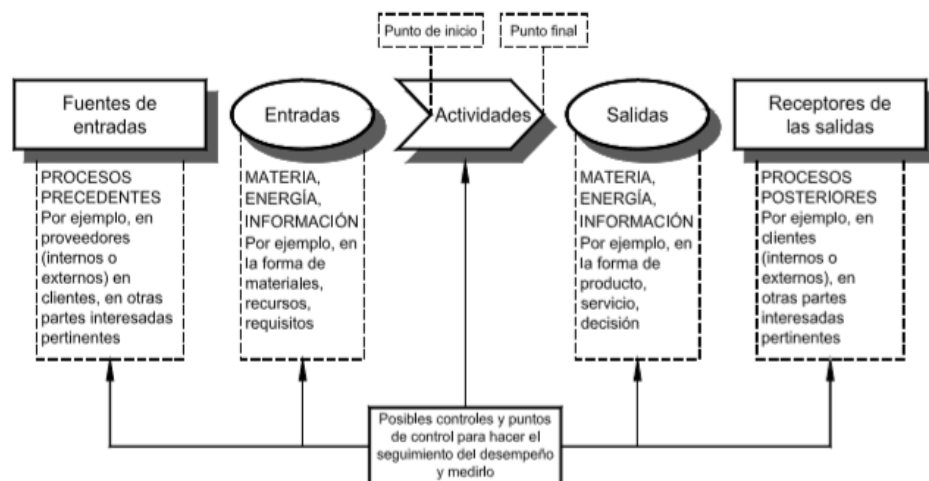 Punto de inicio
Punto final
Fuentes de
entradas
Entradas
Actividades
Salidas
Receptores de
las salidas
PROCESOS
PRECEDENTES
Por ejemplo, en
proveedores
(internos o
externos) en
clientes, en otras
partes interesadas
pertinentes
MATERIA,
ENERGÍA,
INFORMACIÓN
Por ejemplo, en
la forma de
materiales,
recursos,
requisitos
MATERIA,
ENERGÍA,
INFORMACIÓN
Por ejemplo, en
la forma de
producto,
servicio,
decisión
PROCESOS
POSTERIORES
Por ejemplo, en
clientes
(internos o
externos), en
otras partes
interesadas
pertinentes
Posibles controles y puntos
de control para hacer el
seguimiento del desempeño
y medirlo